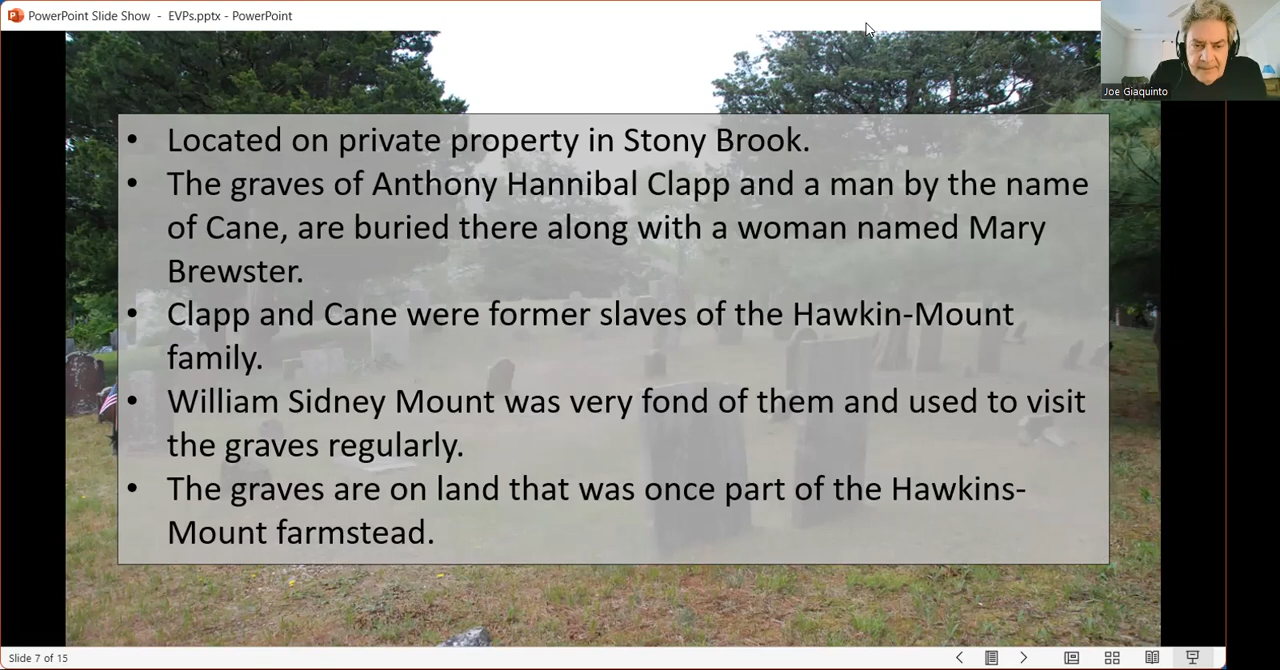 PowerPoint Slide Show - EVPs.pptx - PowerPoint
Joe Giaquinto
• Located on private property in Stony Brook.
• The graves of Anthony Hannibal Clapp and a man by the name
of Cane, are buried there along with a woman named Mary
Brewster.
• Clapp and Cane were former slaves of the Hawkin-Mount
family.
• William Sidney Mount was very fond of them and used to visit
the graves regularly.
• The graves are on land that was once part of the Hawkins-
Mount farmstead.
Slide 7 of 15